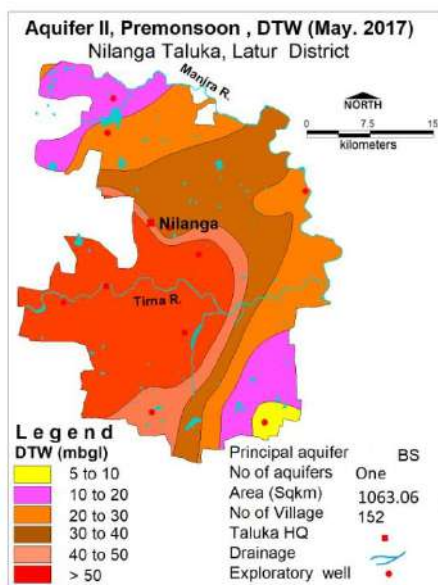 Aquifer II, Premonsoon , DTW (May. 2017)
Nilanga Taluka, Latur District
Manjra R.
NORTH
0 7.5 15
kilometers
Nilanga
Tirna R.
Legend
DTW (mbgl)
5 to 10
10 to 20
20 to 30
30 to 40
40 to 50
> 50
Principal aquifer BS
No of aquifers One
Area (Sqkm) 1063.06
No of Village 152
Taluka HQ
Drainage
Exploratory well